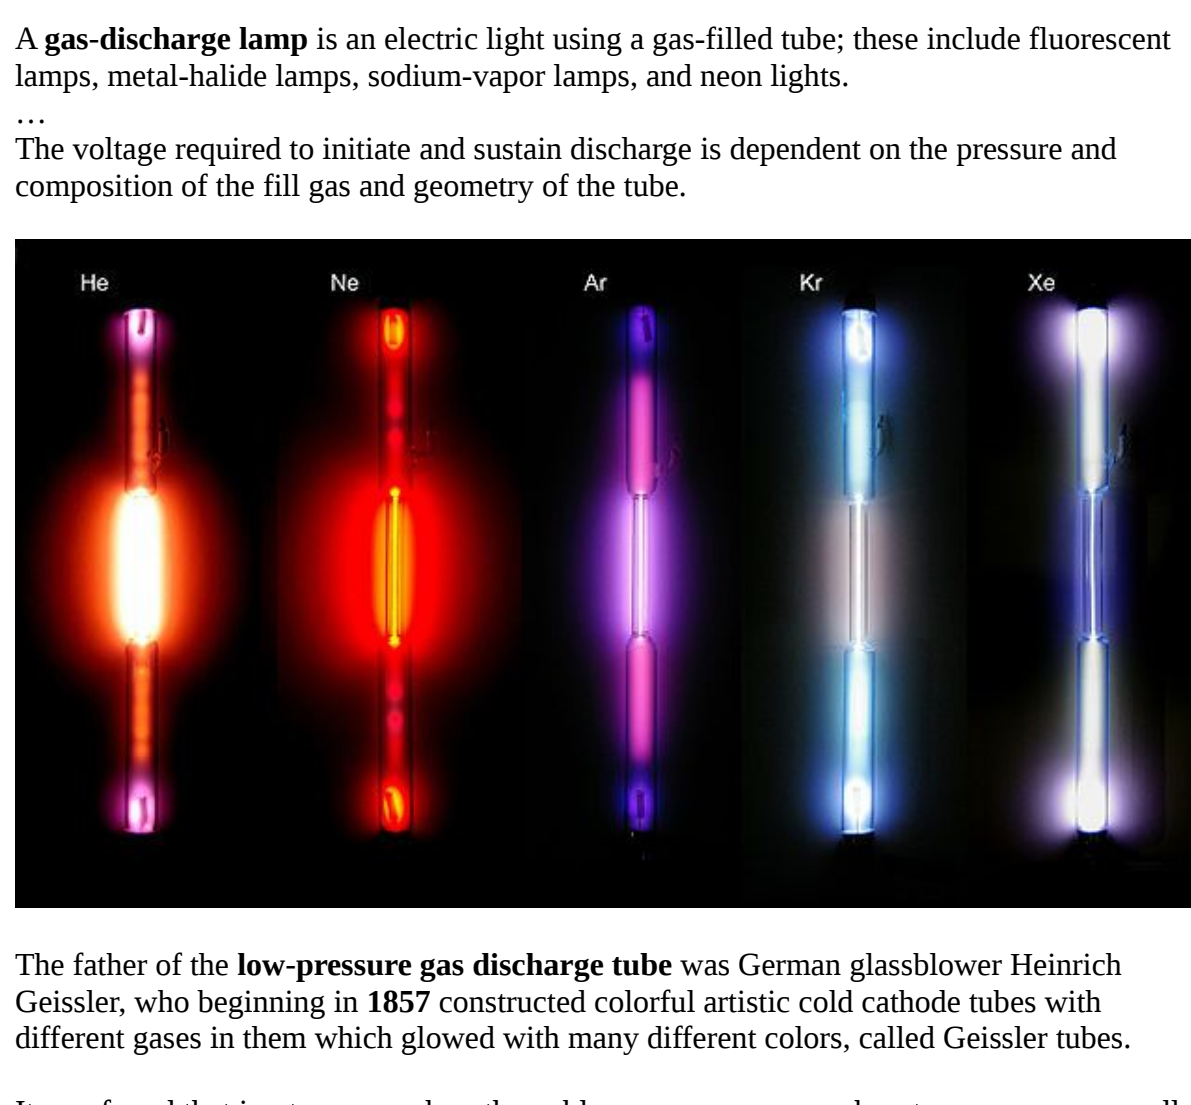 A gas-discharge lamp is an electric light using a gas-filled tube; these include fluorescent
lamps, metal-halide lamps, sodium-vapor lamps, and neon lights.
…
The voltage required to initiate and sustain discharge is dependent on the pressure and
composition of the fill gas and geometry of the tube.
He Ne Ar Kr Xe
The father of the low-pressure gas discharge tube was German glassblower Heinrich
Geissler, who beginning in 1857 constructed colorful artistic cold cathode tubes with
different gases in them which glowed with many different colors, called Geissler tubes.